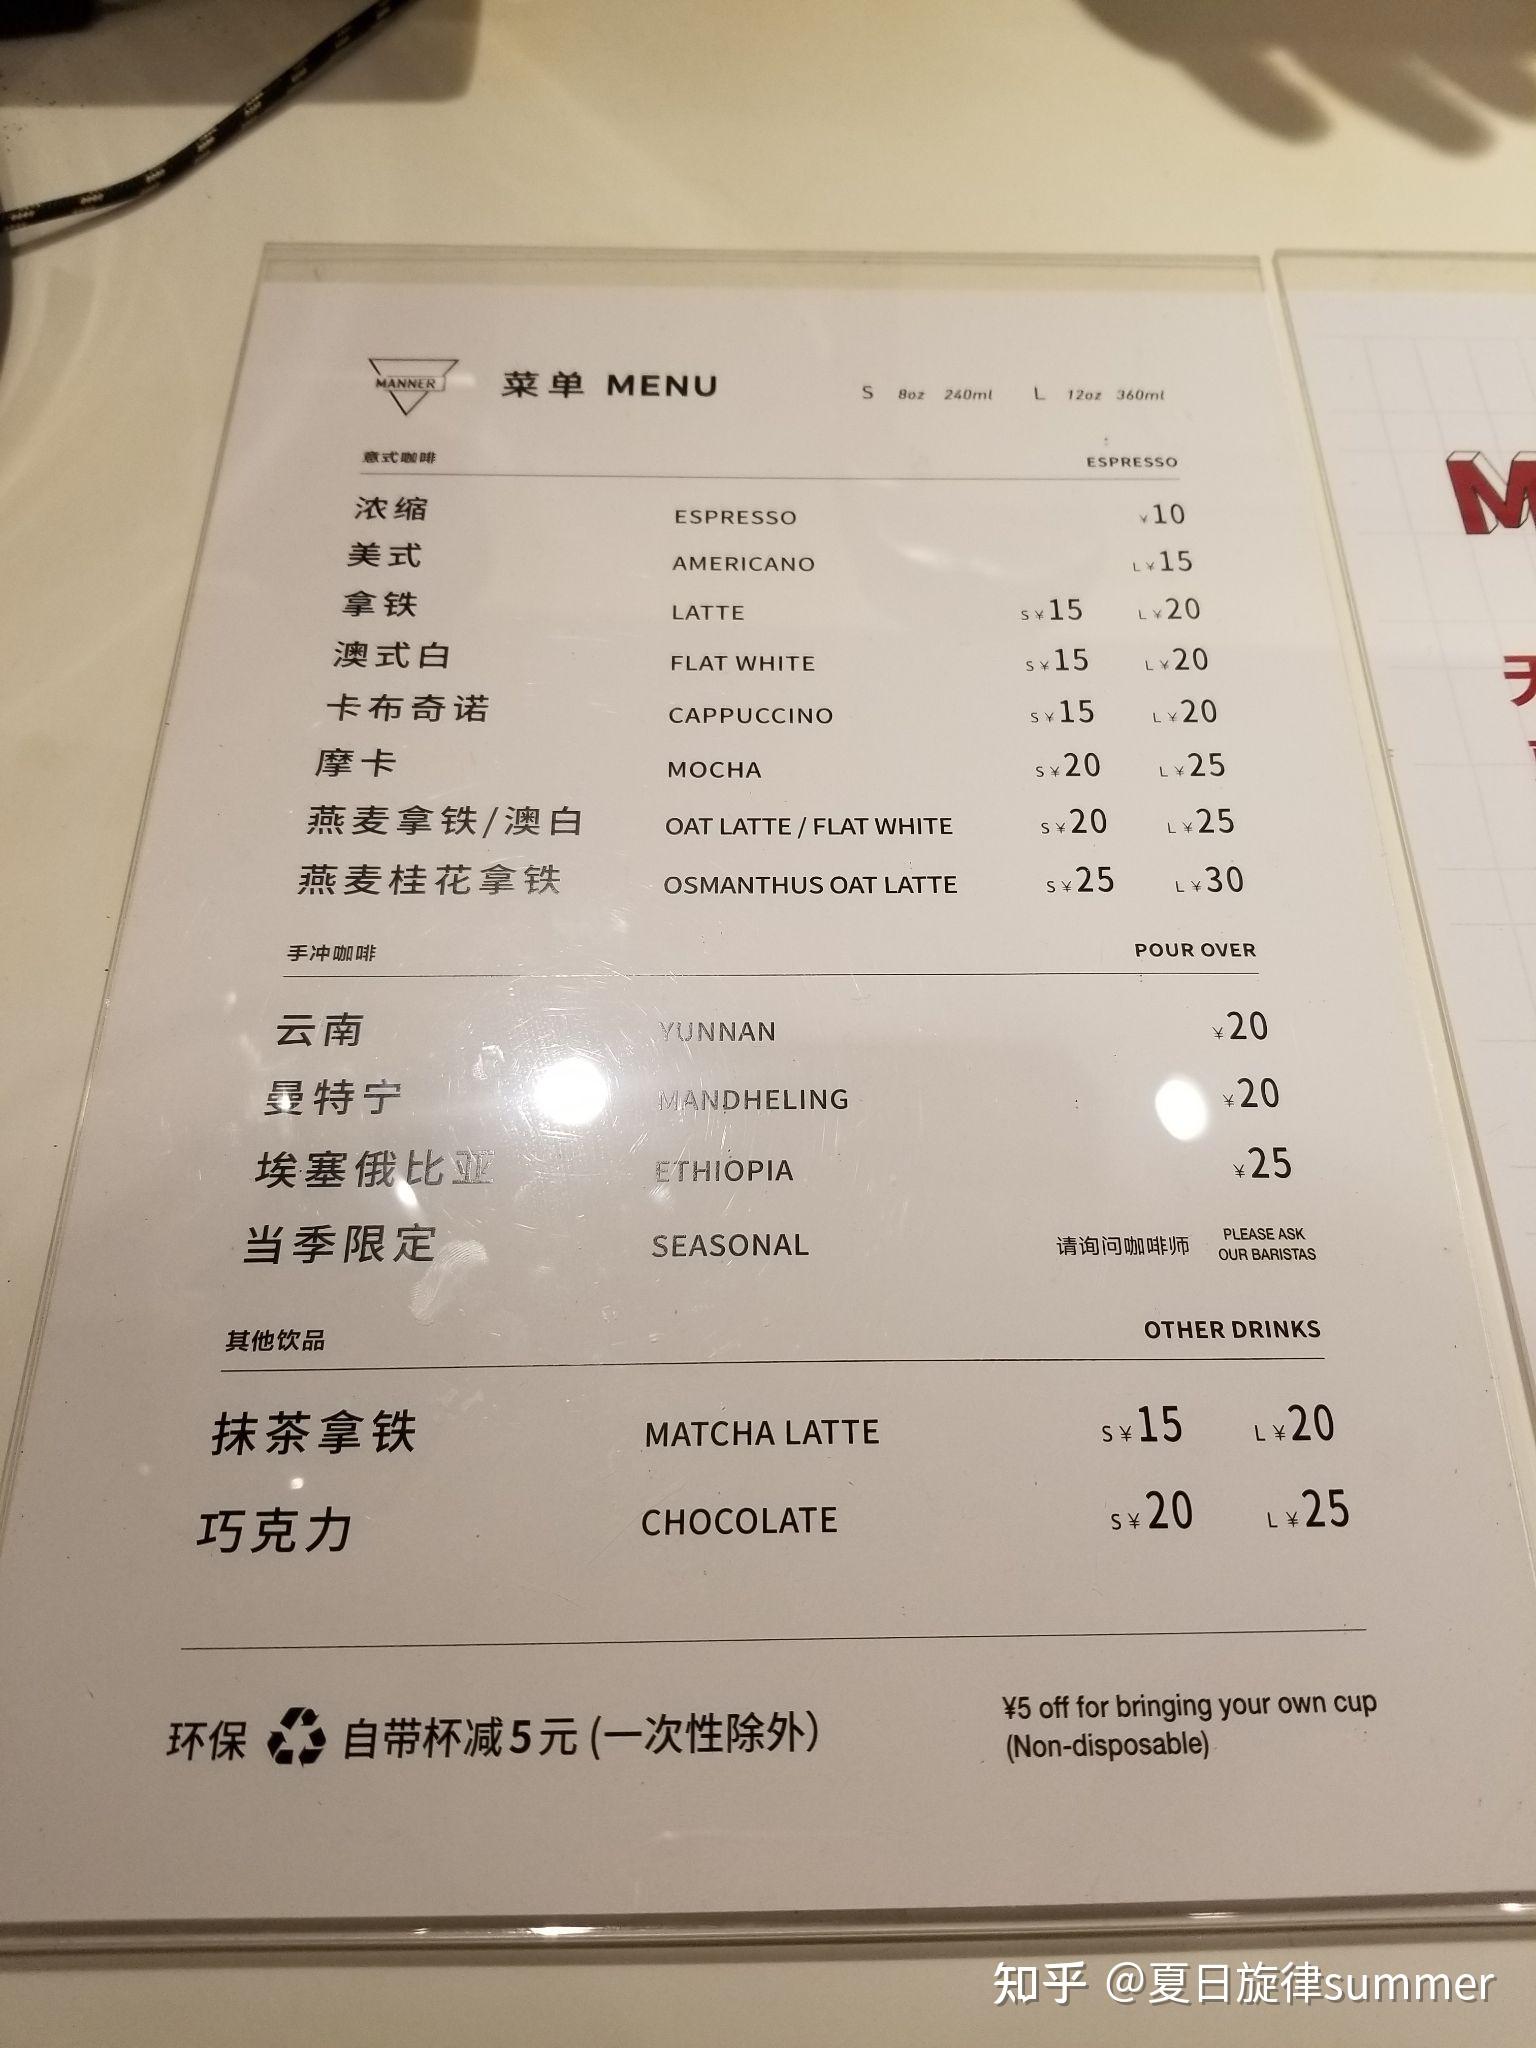 MANNER 菜单 MENU S 8oz 240ml L 12oz 360ml
意式咖啡 ESPRESSO
浓缩 ESPRESSO ¥10
美式 AMERICANO L ¥15
拿铁 LATTE S ¥15 L ¥20
澳式白 FLAT WHITE S ¥15 L ¥20
卡布奇诺 CAPPUCCINO S ¥15 L ¥20
摩卡 MOCHA S ¥20 L ¥25
燕麦拿铁/澳白 OAT LATTE / FLAT WHITE S ¥20 L ¥25
燕麦桂花拿铁 OSMANTHUS OAT LATTE S ¥25 L ¥30
手冲咖啡 POUR OVER
云南 YUNNAN ¥20
曼特宁 MANDHELING ¥20
埃塞俄比亚 ETHIOPIA ¥25
当季限定 SEASONAL 请询问咖啡师 PLEASE ASK
OUR BARISTAS
其他饮品 OTHER DRINKS
抹茶拿铁 MATCHA LATTE S ¥15 L ¥20
巧克力 CHOCOLATE S ¥20 L ¥25
环保 自带杯减5元 (一次性除外) ¥5 off for bringing your own cup
(Non-disposable)
知乎 @夏日旋律summer